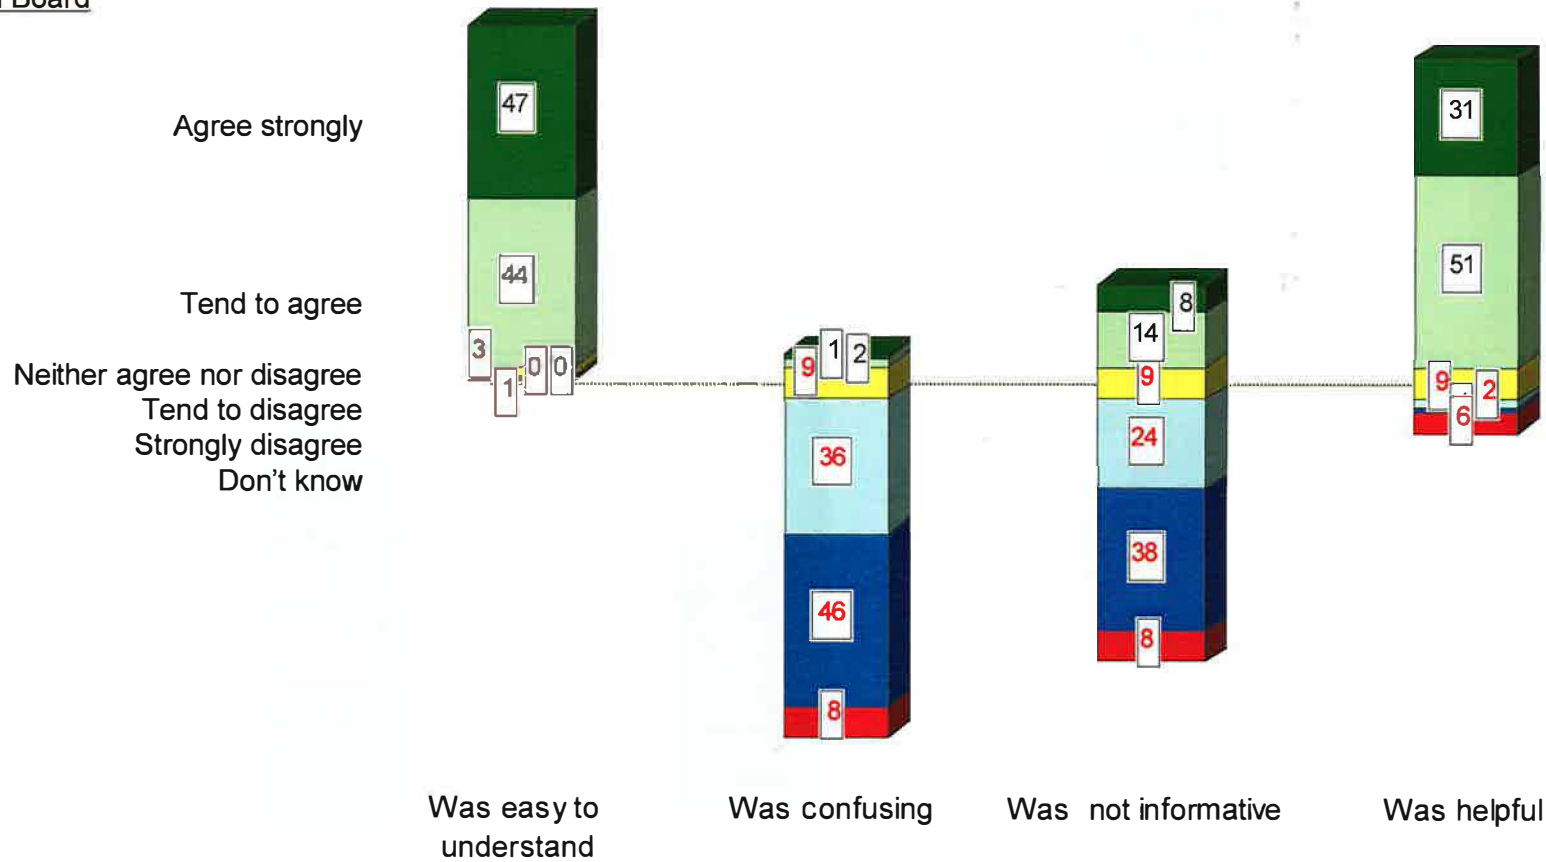 Board
Agree strongly
Tend to agree
Neither agree nor disagree
Tend to disagree
Strongly disagree
Don't know
47
44
3
1
0
0
9
1
2
36
46
8
8
14
9
24
38
8
31
51
9
2
6
Was easy to
understand
Was confusing
Was not informative
Was helpful